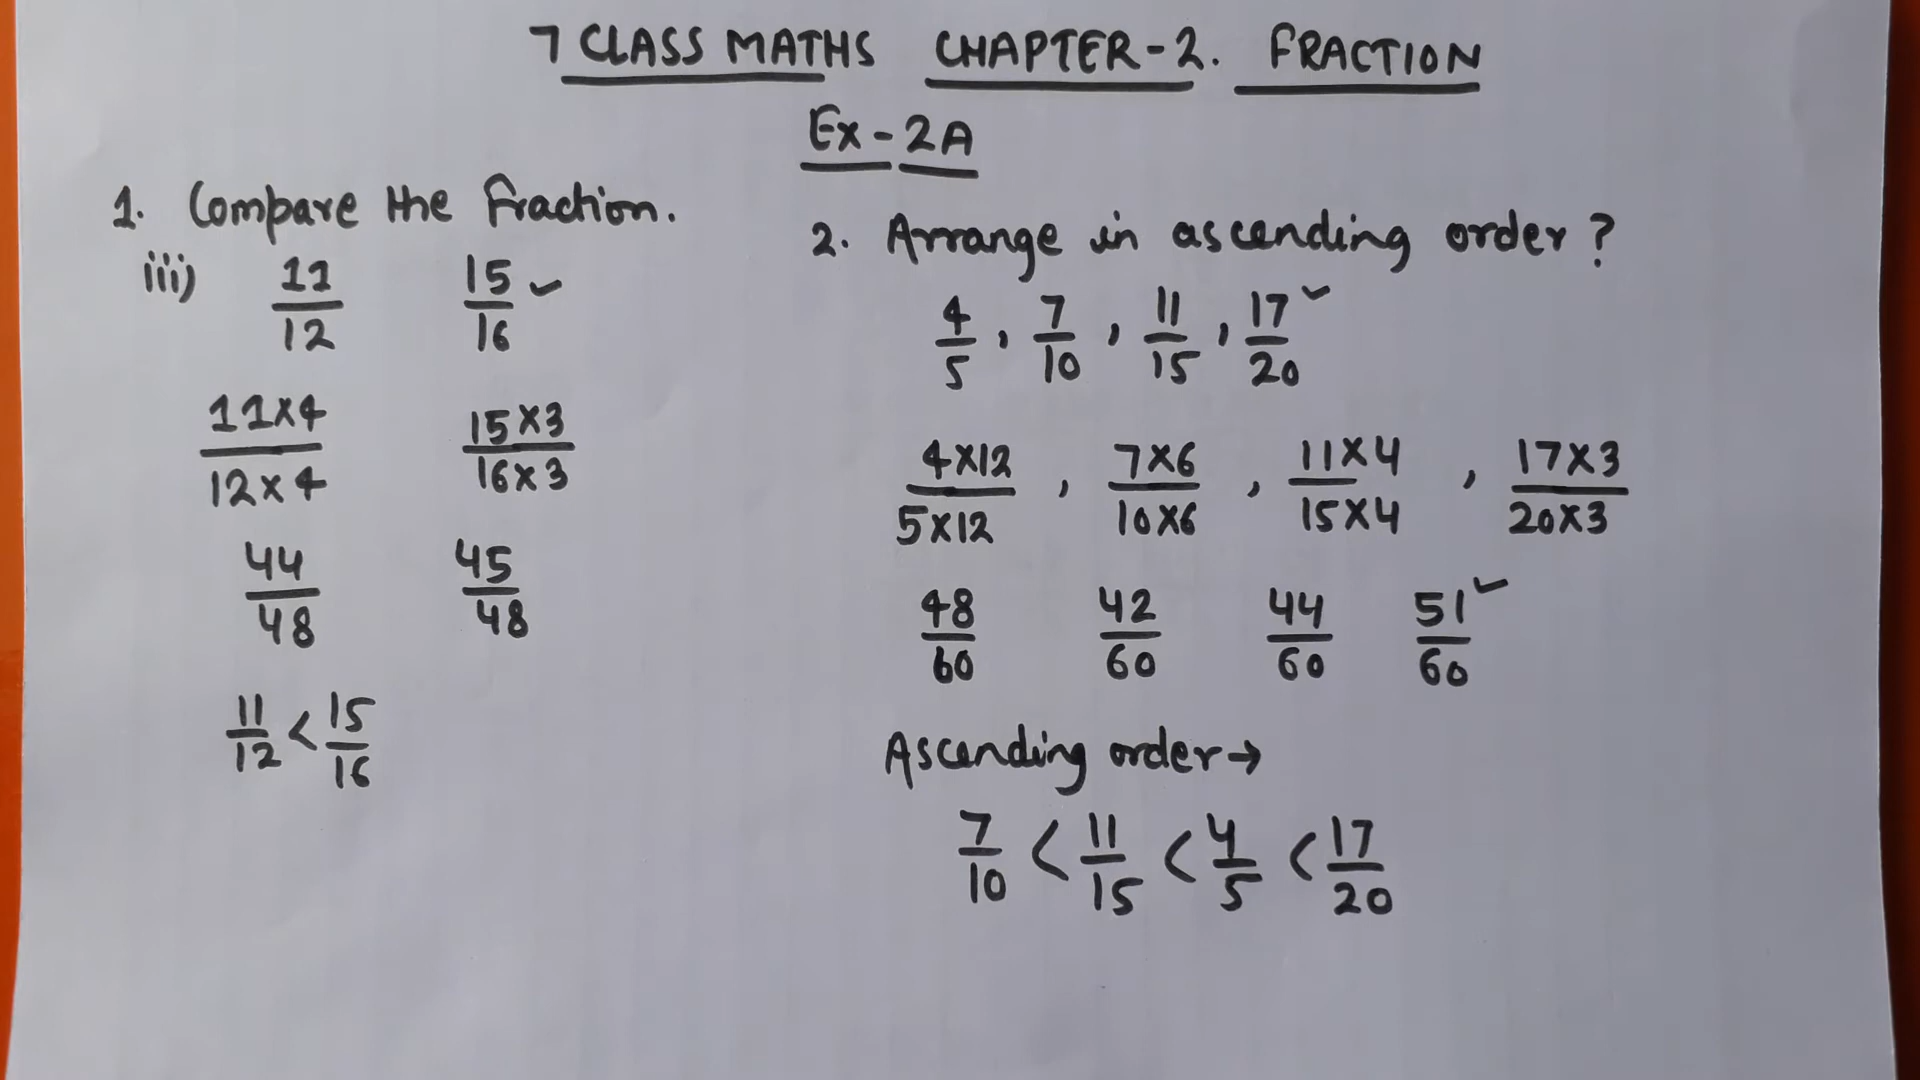 7 CLASS MATHS CHAPTER-2. FRACTION
Ex-2A
1. Compare the fraction.
iii) 11/12 15/16 ✓
11×4/12×4 15×3/16×3
44/48 45/48
11/12 < 15/16
2. Arrange in ascending order?
4/5, 7/10, 11/15, 17/20 ✓
4×12/5×12, 7×6/10×6, 11×4/15×4, 17×3/20×3
48/60 42/60 44/60 51/60 ✓
Ascending order→
7/10 < 11/15 < 4/5 < 17/20